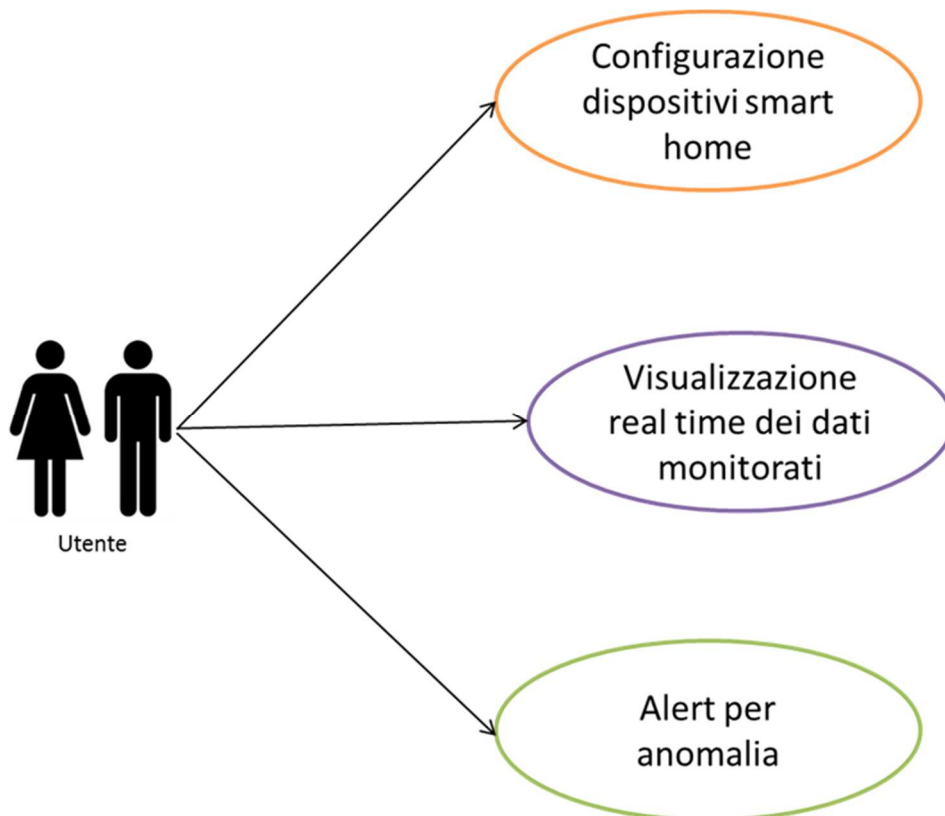 Configurazione
dispositivi smart
home
Visualizzazione
real time dei dati
monitorati
Utente
Alert per
anomalia